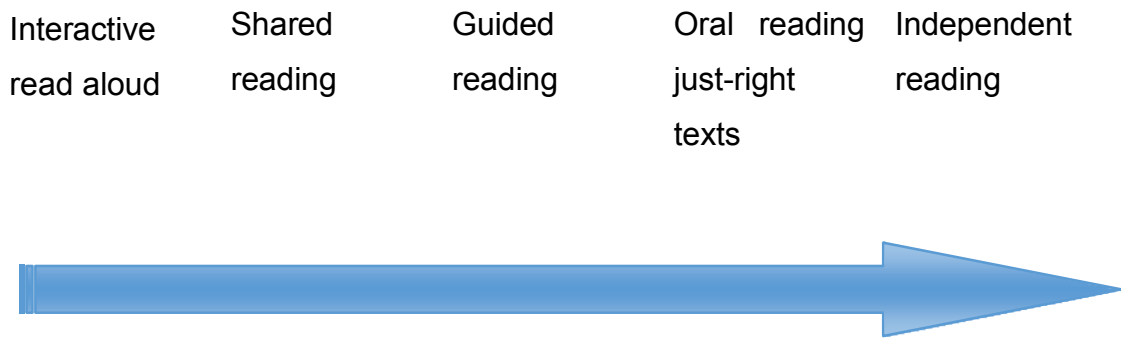 Interactive
read aloud
Shared
reading
Guided
reading
Oral reading
just-right
texts
Independent
reading